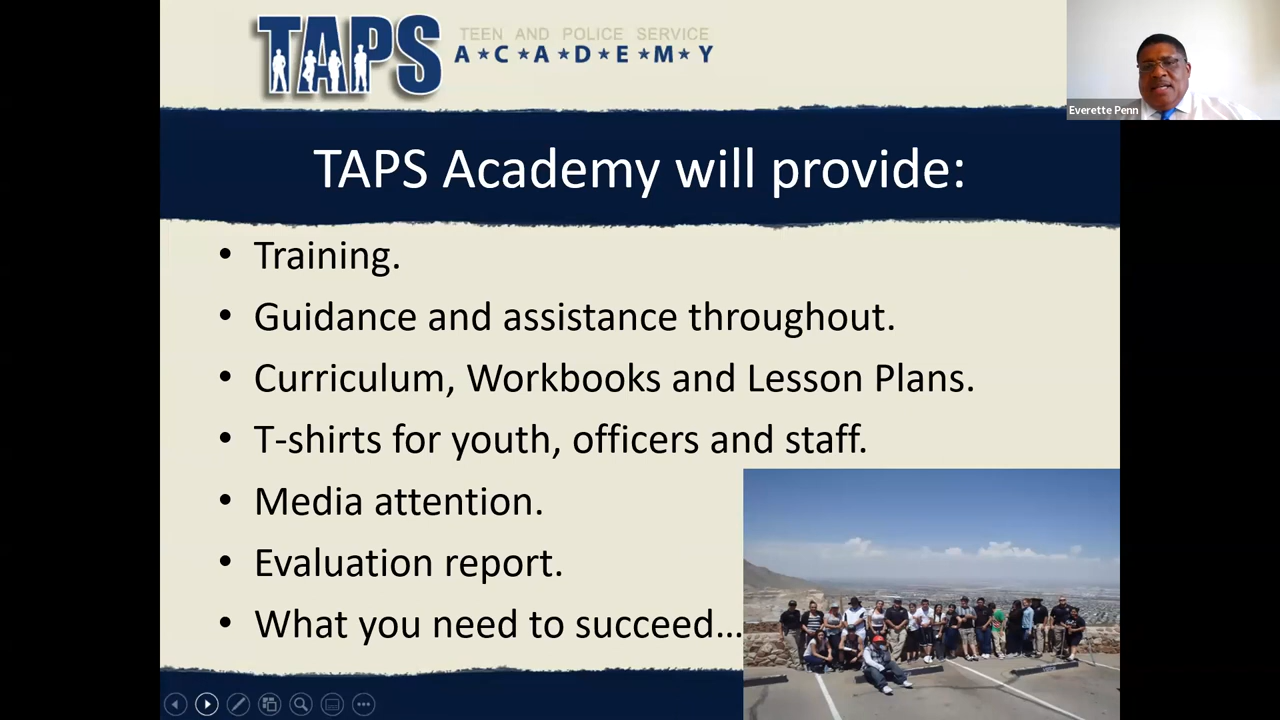 TAPS
TEEN AND POLICE SERVICE
A★C★A★D★E★M★Y
Everette Penn
TAPS Academy will provide:
• Training.
• Guidance and assistance throughout.
• Curriculum, Workbooks and Lesson Plans.
• T-shirts for youth, officers and staff.
• Media attention.
• Evaluation report.
• What you need to succeed...